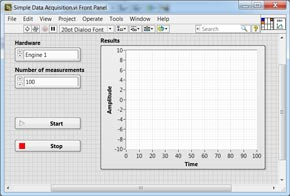 Simple Data Acquisition.vi Front Panel
File Edit View Project Operate Tools Window Help
20pt Dialog Font Search
Hardware
Engine 1
Number of measurements
100
Start
Stop
Results
Amplitude
10
8
6
4
2
0
-2
-4
-6
-8
-10
0 10 20 30 40 50 60 70 80 90 100
Time